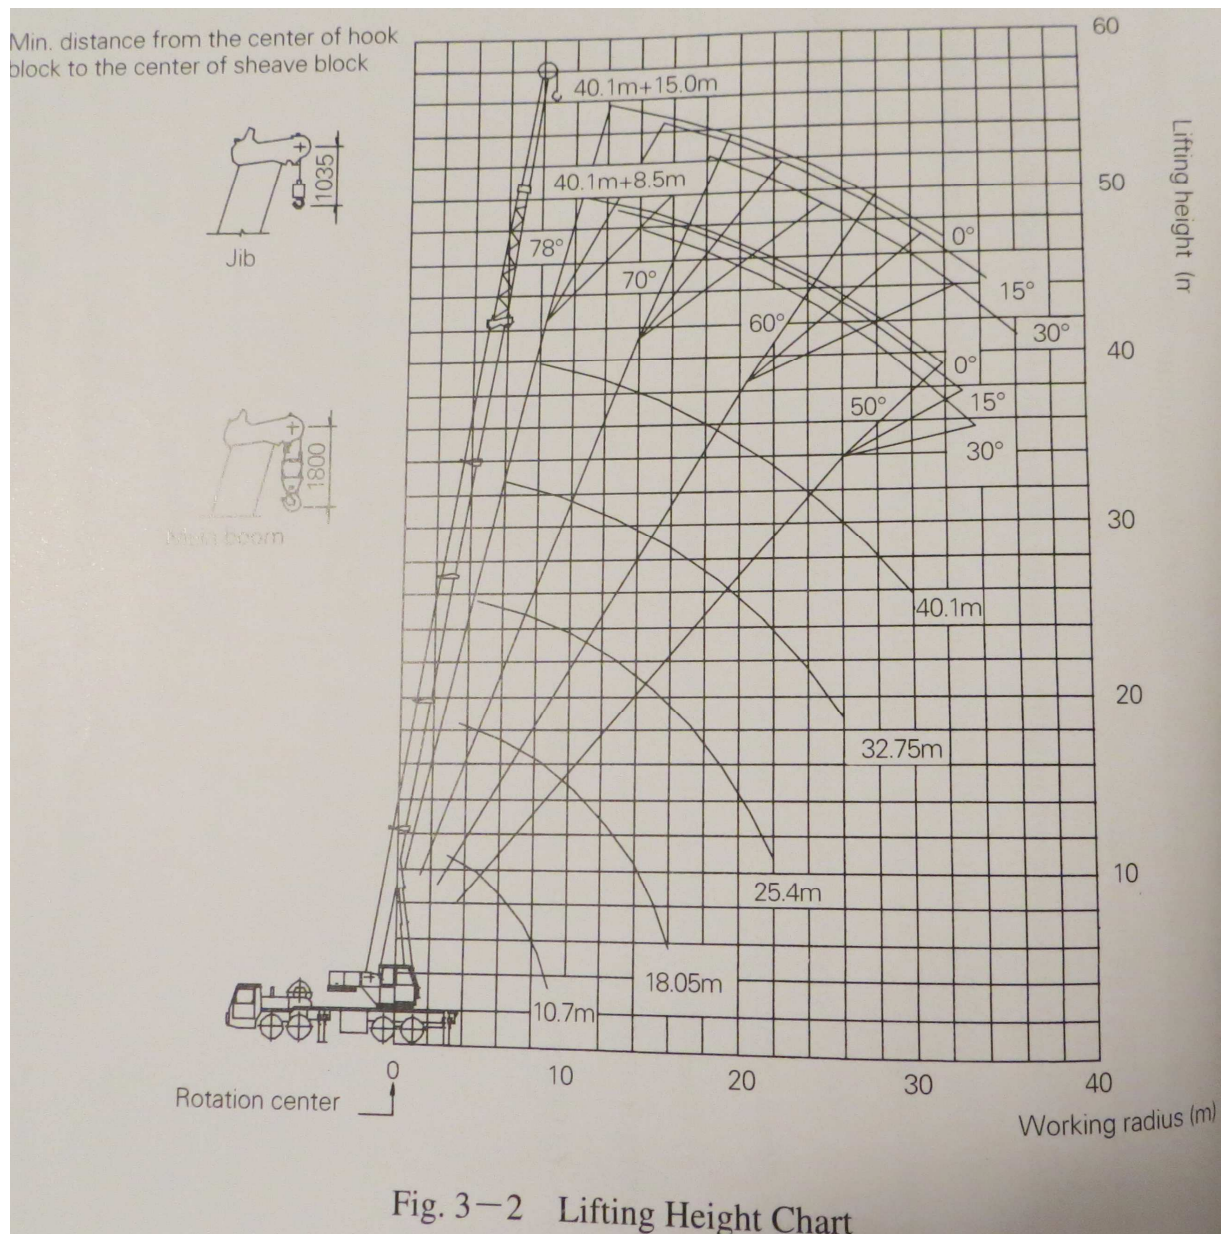 Min. distance from the center of hook
block to the center of sheave block
60
40.1m+15.0m
1035
Lifting height (m
50
40.1m+8.5m
78°
0°
Jib
70°
15°
60°
30°
40
0°
50°
15°
1800
30°
boom
30
40.1m
20
32.75m
10
25.4m
18.05m
10.7m
0
10
20
30
40
Rotation center
Working radius (m)
Fig. 3-2 Lifting Height Chart